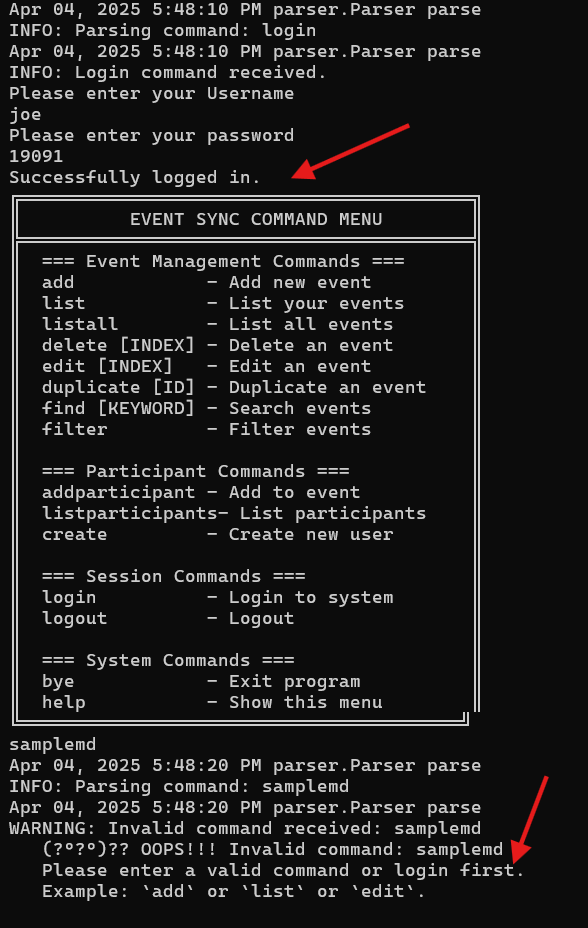 Apr 04, 2025 5:48:10 PM parser.Parser parse
INFO: Parsing command: login
Apr 04, 2025 5:48:10 PM parser.Parser parse
INFO: Login command received.
Please enter your Username
joe
Please enter your password
19091
Successfully logged in.
EVENT SYNC COMMAND MENU
=== Event Management Commands ===
add - Add new event
list - List your events
listall - List all events
delete [INDEX] - Delete an event
edit [INDEX] - Edit an event
duplicate [ID] - Duplicate an event
find [KEYWORD] - Search events
filter - Filter events
=== Participant Commands ===
addparticipant - Add to event
listparticipants- List participants
create - Create new user
=== Session Commands ===
login - Login to system
logout - Logout
=== System Commands ===
bye - Exit program
help - Show this menu
samplemd
Apr 04, 2025 5:48:20 PM parser.Parser parse
INFO: Parsing command: samplemd
Apr 04, 2025 5:48:20 PM parser.Parser parse
WARNING: Invalid command received: samplemd
(?°?°)?? OOPS!!! Invalid command: samplemd
Please enter a valid command or login first.
Example: `add` or `list` or `edit`.